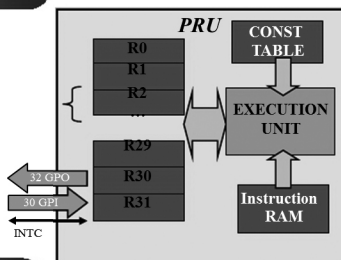 PRU
R0
R1
R2
...
R29
R30
R31
CONST
TABLE
EXECUTION
UNIT
Instruction
RAM
32 GPO
30 GPI
INTC